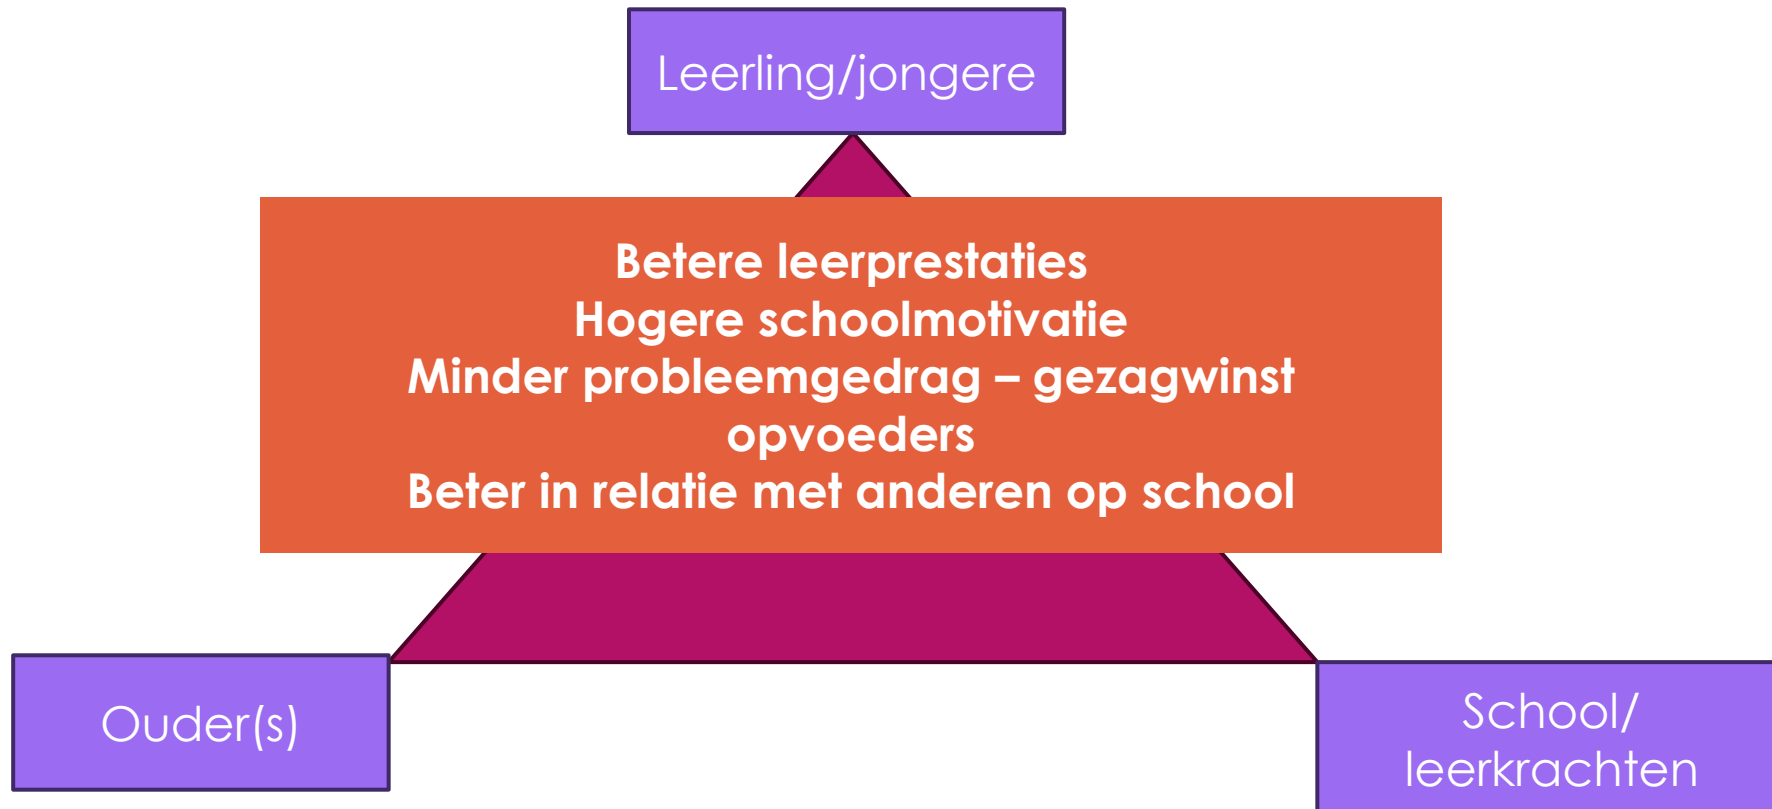 Leerling/jongere
Betere leerprestaties
Hogere schoolmotivatie
Minder probleemgedrag – gezagwinst
opvoeders
Beter in relatie met anderen op school
Ouder(s)
School/
leerkrachten